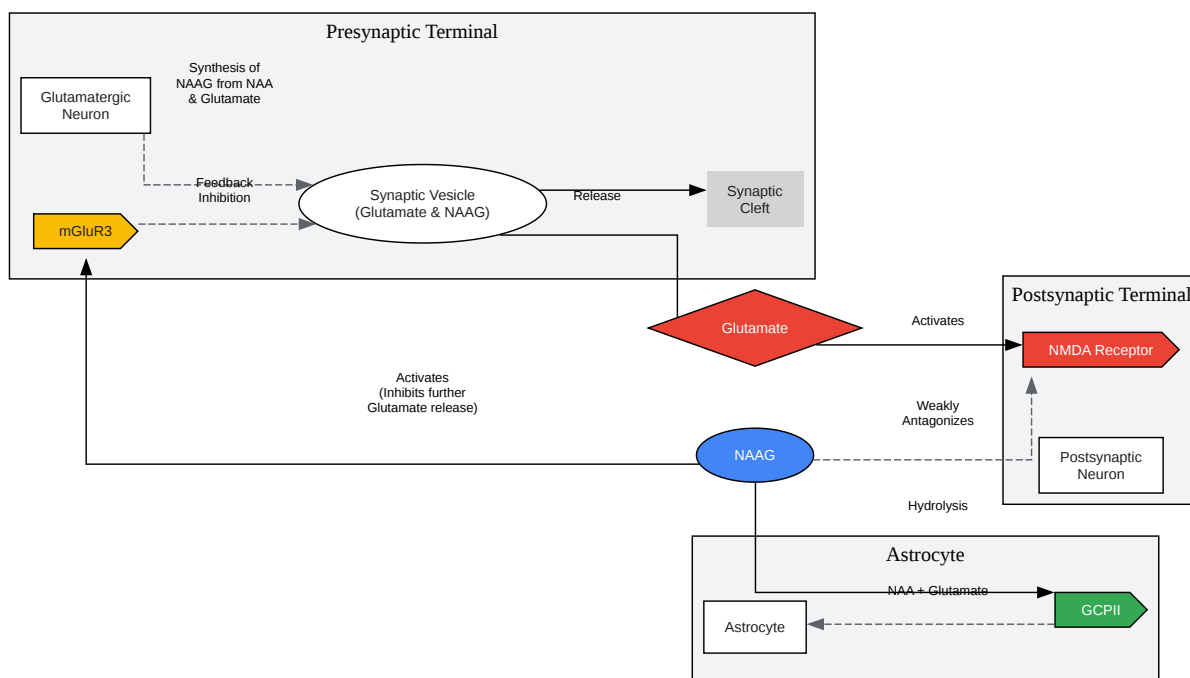 Presynaptic Terminal
Synthesis of
NAAG from NAA
& Glutamate
Glutamatergic
Neuron
Feedback
Inhibition
Synaptic Vesicle
(Glutamate & NAAG)
Release
Synaptic
Cleft
mGluR3
Postsynaptic Terminal
Glutamate
Activates
NMDA Receptor
Activates
(Inhibits further
Glutamate release)
Weakly
Antagonizes
NAAG
Postsynaptic
Neuron
Hydrolysis
Astrocyte
NAA + Glutamate
GCPII
Astrocyte